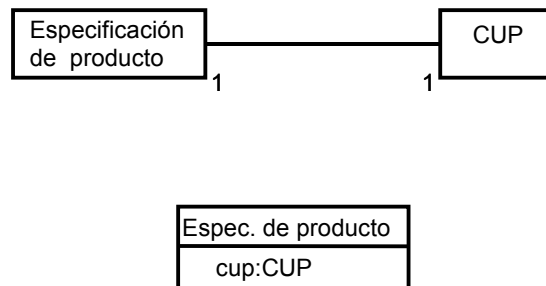 Especificación
de producto
CUP
1
1
Espec. de producto
cup:CUP